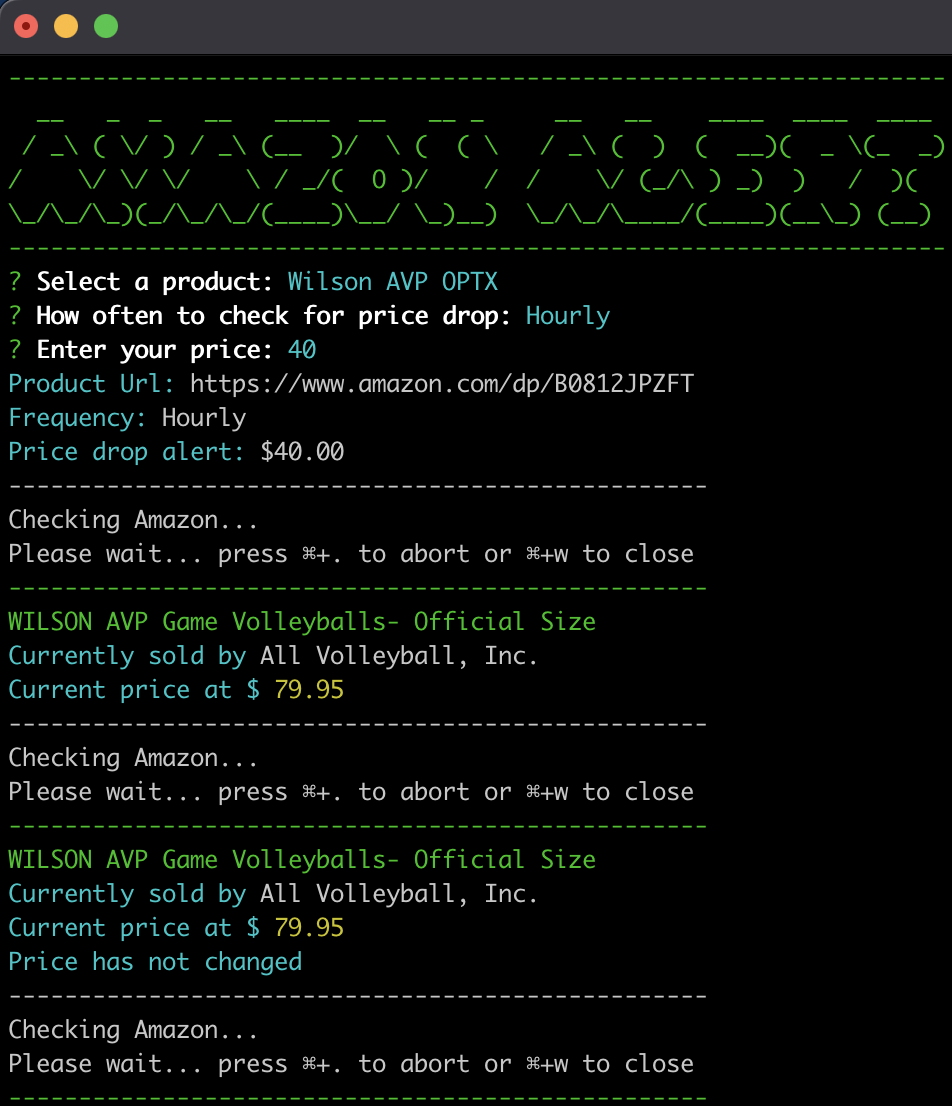 --------------------------------------------------------------------
AMAZON ALERT
--------------------------------------------------------------------
? Select a product: Wilson AVP OPTX
? How often to check for price drop: Hourly
? Enter your price: 40
Product Url: https://www.amazon.com/dp/B0812JPZFT
Frequency: Hourly
Price drop alert: $40.00
--------------------------------------------------
Checking Amazon...
Please wait... press ⌘+. to abort or ⌘+w to close
--------------------------------------------------
WILSON AVP Game Volleyballs- Official Size
Currently sold by All Volleyball, Inc.
Current price at $ 79.95
--------------------------------------------------
Checking Amazon...
Please wait... press ⌘+. to abort or ⌘+w to close
--------------------------------------------------
WILSON AVP Game Volleyballs- Official Size
Currently sold by All Volleyball, Inc.
Current price at $ 79.95
Price has not changed
--------------------------------------------------
Checking Amazon...
Please wait... press ⌘+. to abort or ⌘+w to close
--------------------------------------------------